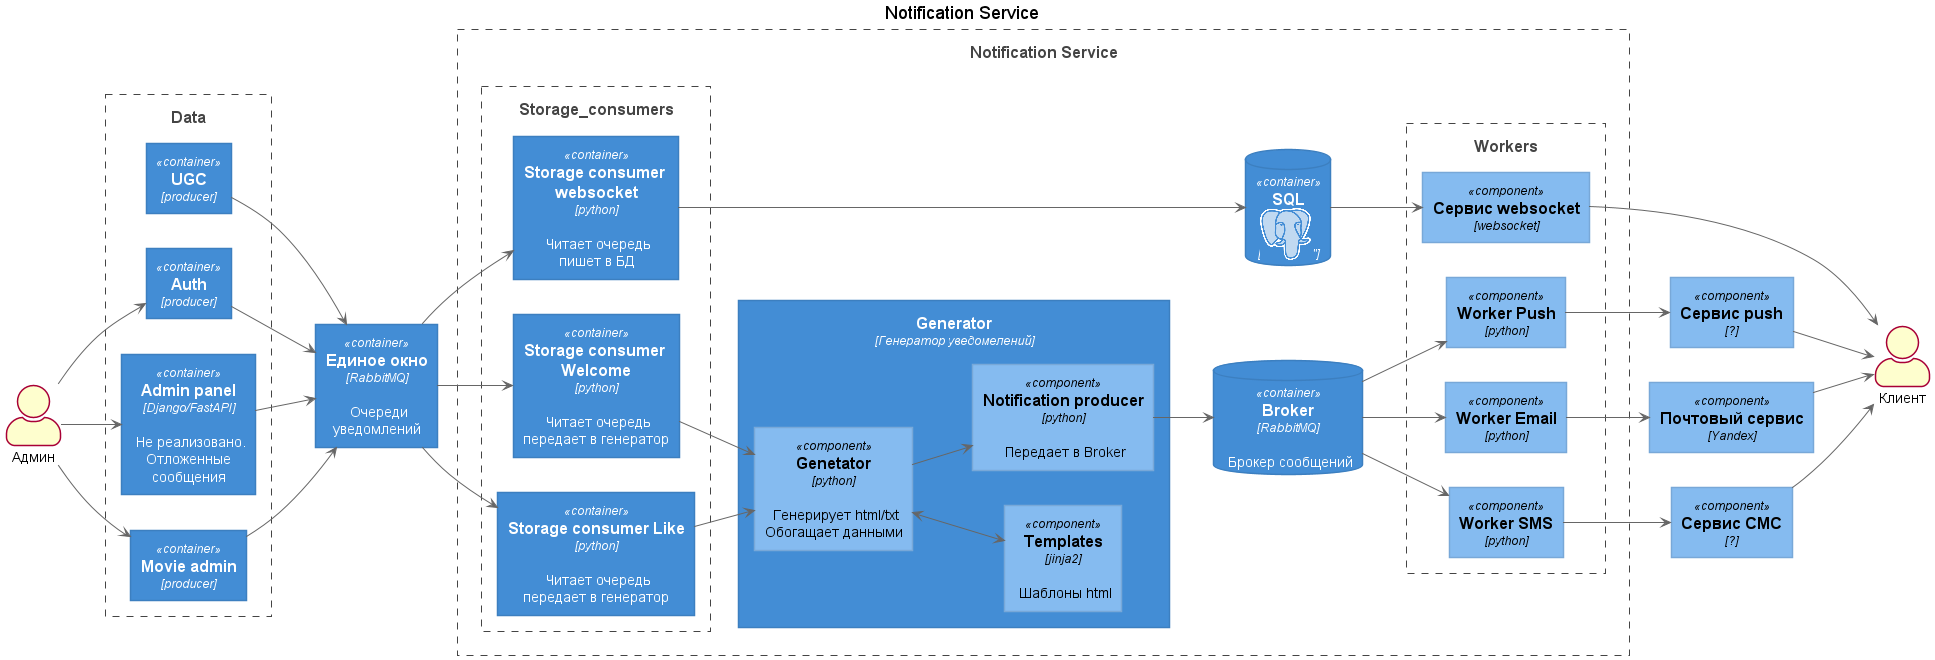 Notification Service
Notification Service
Data
«container»
UGC
[producer]
«container»
Auth
[producer]
«container»
Admin panel
[Django/FastAPI]
Не реализовано.
Отложенные
сообщения
«container»
Movie admin
[producer]
Админ
«container»
Единое окно
[RabbitMQ]
Очереди
уведомлений
Storage_consumers
«container»
Storage consumer
websocket
[python]
Читает очередь
пишет в БД
«container»
Storage consumer
Welcome
[python]
Читает очередь
передает в генератор
«container»
Storage consumer Like
[python]
Читает очередь
передает в генератор
Generator
[Генератор уведомелений]
«component»
Genetator
[python]
Генерирует html/txt
Обогащает данными
«component»
Notification producer
[python]
Передает в Broker
«component»
Templates
[jinja2]
Шаблоны html
«container»
SQL
[ "]
«container»
Broker
[RabbitMQ]
Брокер сообщений
Workers
«component»
Сервис websocket
[websocket]
«component»
Worker Push
[python]
«component»
Worker Email
[python]
«component»
Worker SMS
[python]
«component»
Сервис push
[?]
«component»
Почтовый сервис
[Yandex]
«component»
Сервис СМС
[?]
Клиент